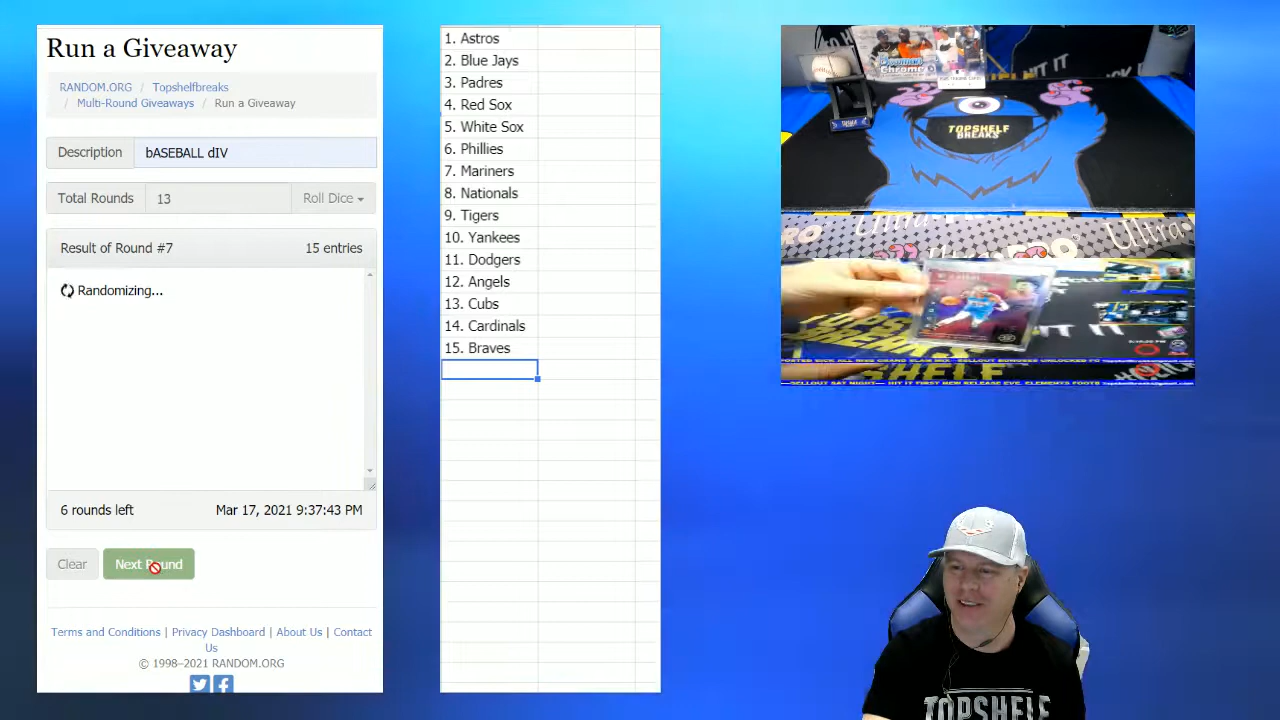 Run a Giveaway
RANDOM.ORG / Topshelfbreaks
/ Multi-Round Giveaways / Run a Giveaway
Description bASEBALL dIV
Total Rounds 13 Roll Dice
Result of Round #7 15 entries
Randomizing...
6 rounds left Mar 17, 2021 9:37:43 PM
Clear Next Round
Terms and Conditions | Privacy Dashboard | About Us | Contact
Us
© 1998–2021 RANDOM.ORG
1. Astros
2. Blue Jays
3. Padres
4. Red Sox
5. White Sox
6. Phillies
7. Mariners
8. Nationals
9. Tigers
10. Yankees
11. Dodgers
12. Angels
13. Cubs
14. Cardinals
15. Braves
Bowman
Chrome
TOPSHELF
BREAKS
Ultra
SHELF
TOPSHELF